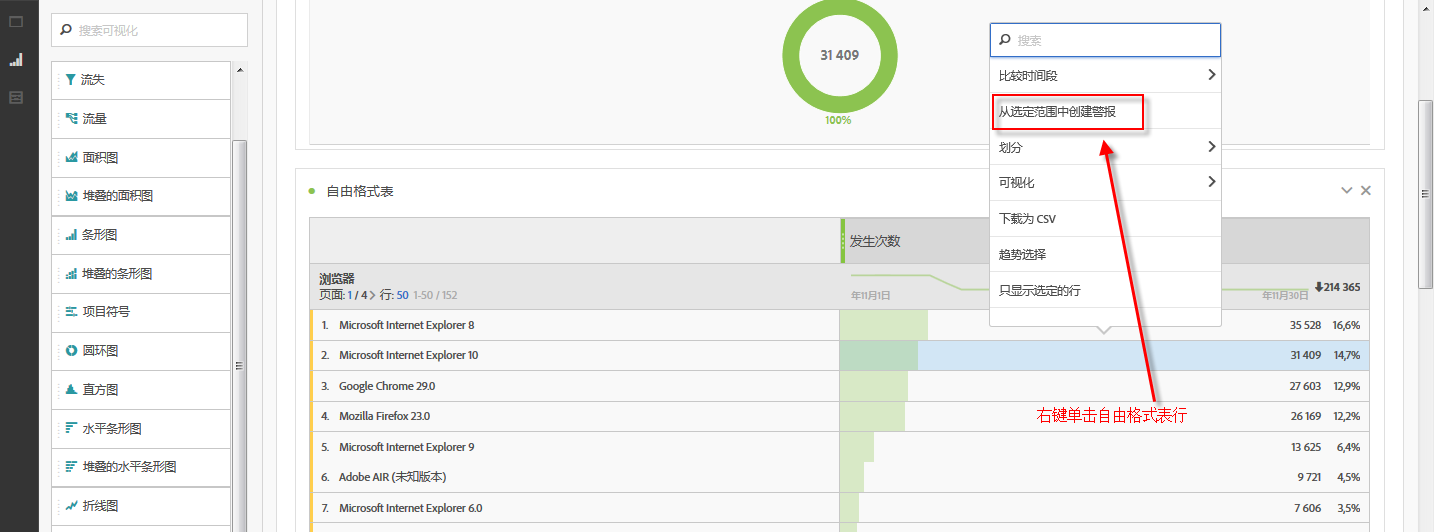 搜索可视化
流失
流量
面积图
堆叠的面积图
条形图
堆叠的条形图
项目符号
圆环图
直方图
水平条形图
堆叠的水平条形图
折线图
31 409
100%
搜索
比较时间段
从选定范围中创建警报
划分
可视化
下载为 CSV
趋势选择
只显示选定的行
自由格式表
发生次数
浏览器
页面: 1 / 4 行: 50 1-50 / 152
年11月1日
年11月30日
214 365
1. Microsoft Internet Explorer 8 35 528 16,6%
2. Microsoft Internet Explorer 10 31 409 14,7%
3. Google Chrome 29.0 27 603 12,9%
4. Mozilla Firefox 23.0 26 169 12,2%
右键单击自由格式表行
5. Microsoft Internet Explorer 9 13 625 6,4%
6. Adobe AIR (未知版本) 9 721 4,5%
7. Microsoft Internet Explorer 6.0 7 606 3,5%